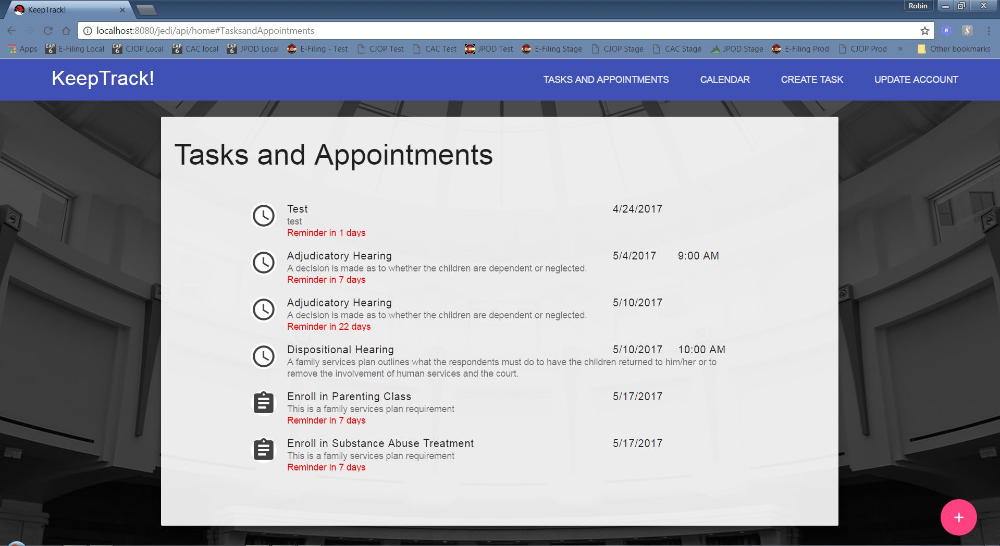 KeepTrack!
Robin
localhost:8080/jedi/api/home#TasksandAppointments
Apps EAP 6 E-Filing Local EAP 6 CJOP Local EAP 6 CAC local EAP 6 JPOD Local E-Filing - Test CJOP Test CAC Test JPOD Test E-Filing Stage CJOP Stage CAC Stage JPOD Stage E-Filing Prod CJOP Prod » Other bookmarks
KeepTrack! TASKS AND APPOINTMENTS CALENDAR CREATE TASK UPDATE ACCOUNT
Tasks and Appointments
Test 4/24/2017
test
Reminder in 1 days
Adjudicatory Hearing 5/4/2017 9:00 AM
A decision is made as to whether the children are dependent or neglected.
Reminder in 7 days
Adjudicatory Hearing 5/10/2017
A decision is made as to whether the children are dependent or neglected.
Reminder in 22 days
Dispositional Hearing 5/10/2017 10:00 AM
A family services plan outlines what the respondents must do to have the children returned to him/her or to
remove the involvement of human services and the court.
Enroll in Parenting Class 5/17/2017
This is a family services plan requirement
Reminder in 7 days
Enroll in Substance Abuse Treatment 5/17/2017
This is a family services plan requirement
Reminder in 7 days
+